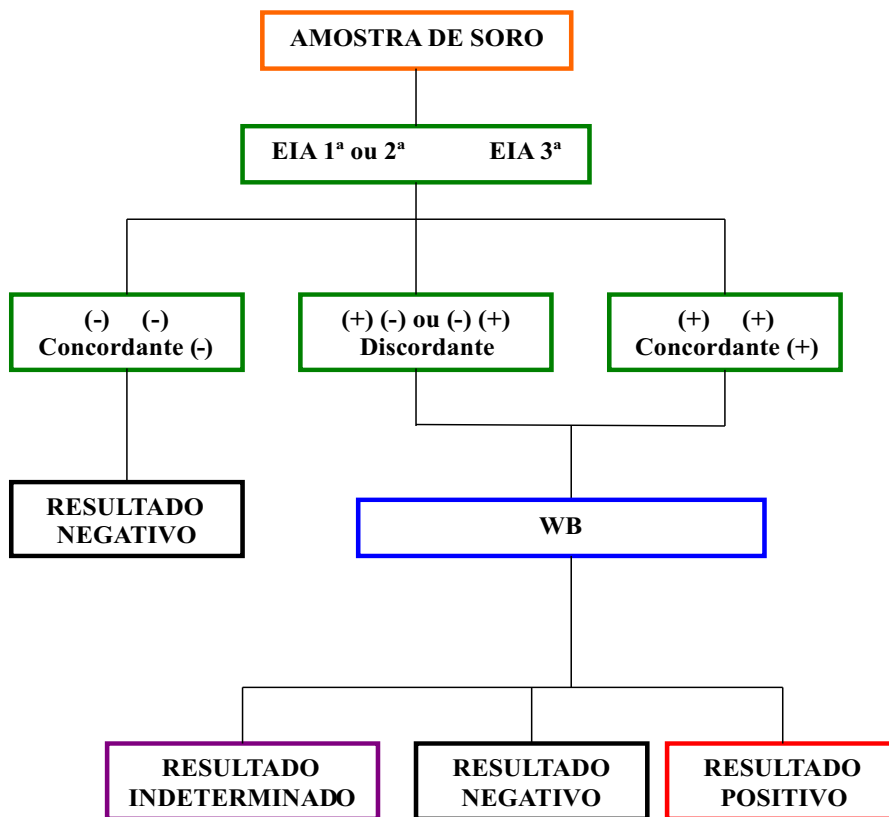 AMOSTRA DE SORO
EIA 1ª ou 2ª EIA 3ª
(-) (-)
Concordante (-)
(+) (-) ou (-) (+)
Discordante
(+) (+)
Concordante (+)
RESULTADO
NEGATIVO
WB
RESULTADO
INDETERMINADO
RESULTADO
NEGATIVO
RESULTADO
POSITIVO